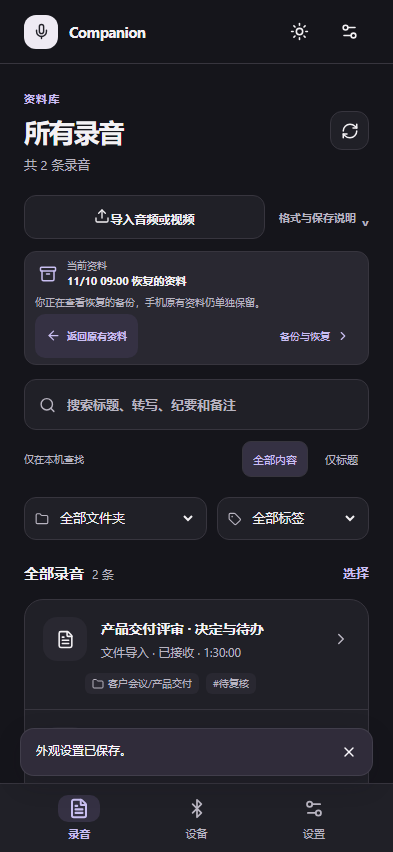 Companion
资料库
所有录音
共 2 条录音
导入音频或视频
格式与保存说明
当前资料
11/10 09:00 恢复的资料
你正在查看恢复的备份，手机原有资料仍单独保留。
返回原有资料
备份与恢复
搜索标题、转写、纪要和备注
仅在本机查找
全部内容
仅标题
全部文件夹
全部标签
全部录音 2 条
选择
产品交付评审 · 决定与待办
文件导入 · 已接收 · 1:30:00
客户会议/产品交付
#待复核
外观设置已保存。
录音
设备
设置